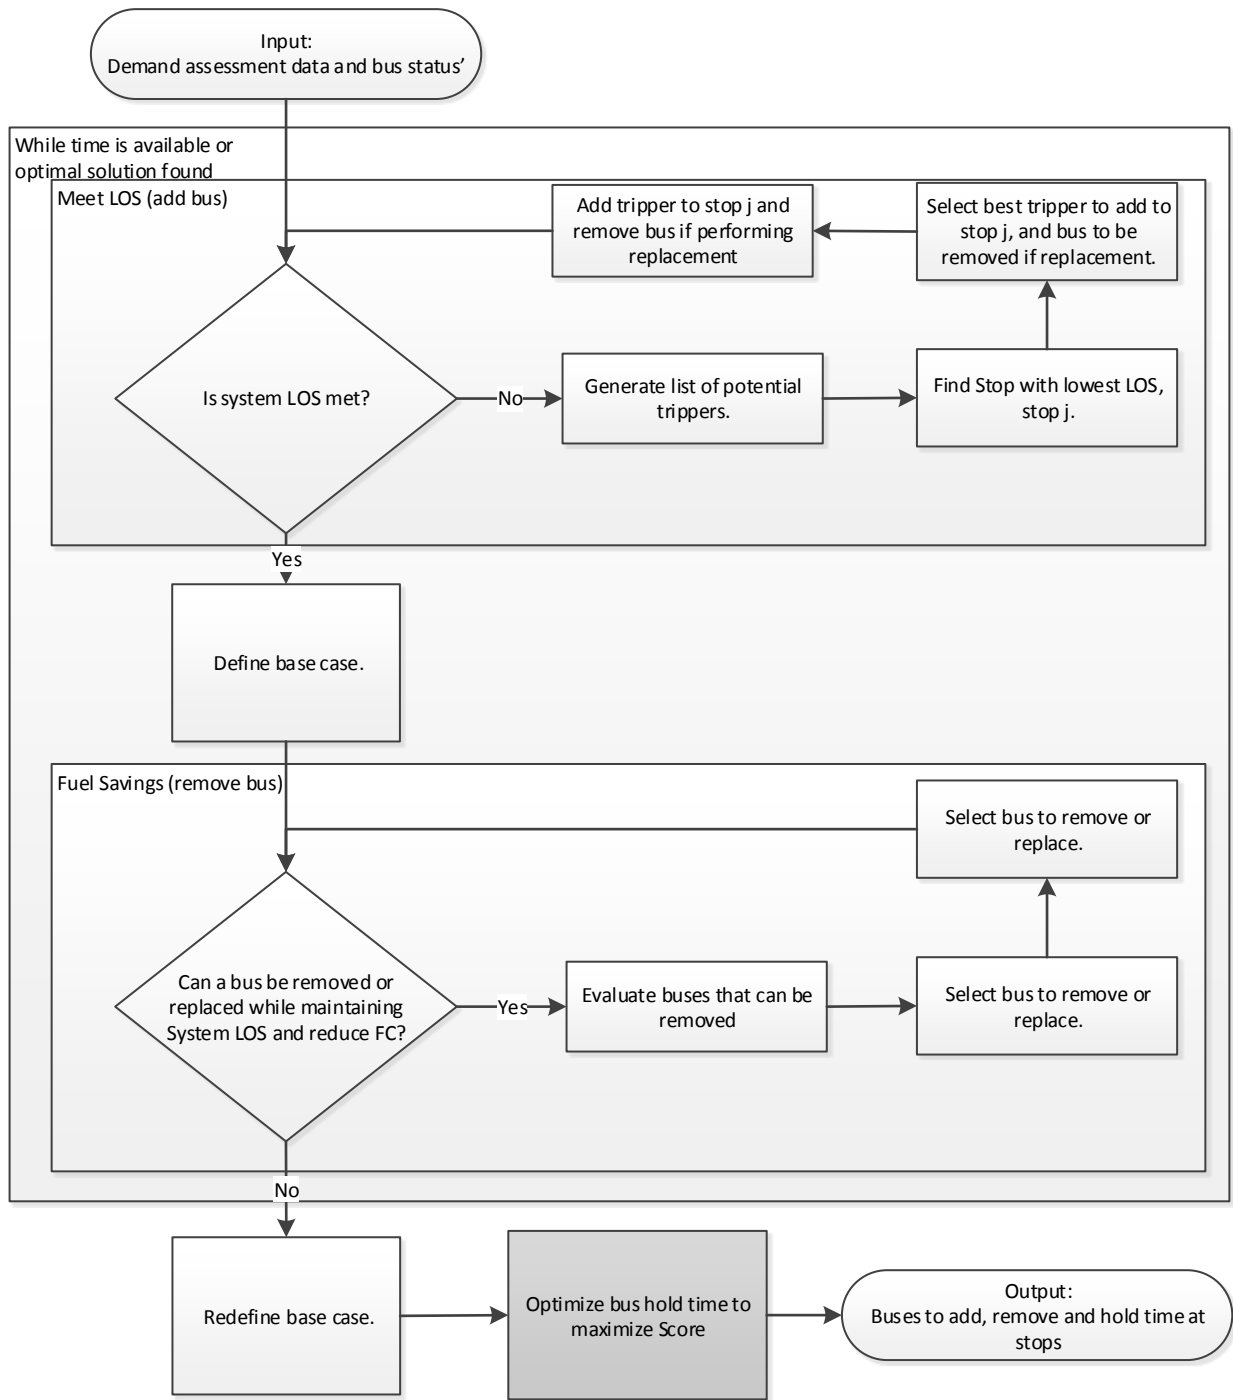 Input:
Demand assessment data and bus status’
While time is available or
optimal solution found
Meet LOS (add bus)
Add tripper to stop j and
remove bus if performing
replacement
Select best tripper to add to
stop j, and bus to be
removed if replacement.
Is system LOS met?
No
Generate list of potential
trippers.
Find Stop with lowest LOS,
stop j.
Yes
Define base case.
Fuel Savings (remove bus)
Select bus to remove or
replace.
Can a bus be removed or
replaced while maintaining
System LOS and reduce FC?
Yes
Evaluate buses that can be
removed
Select bus to remove or
replace.
No
Redefine base case.
Optimize bus hold time to
maximize Score
Output:
Buses to add, remove and hold time at
stops